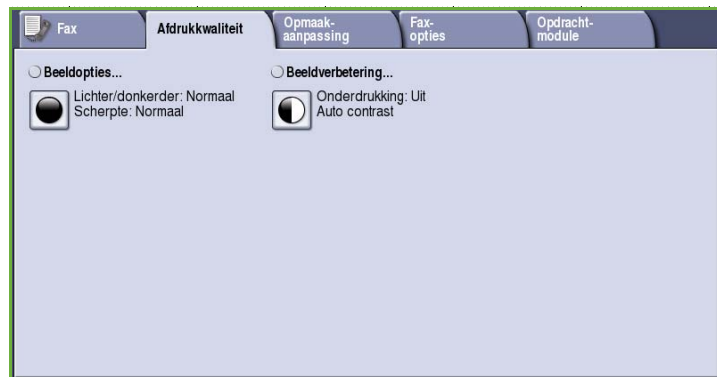 Fax
Afdrukkwaliteit
Opmaak-
aanpassing
Fax-
opties
Opdracht-
module
Beeldopties...
Lichter/donkerder: Normaal
Scherpte: Normaal
Beeldverbetering...
Onderdrukking: Uit
Auto contrast